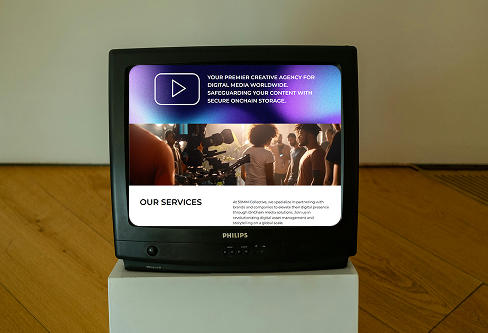 YOUR PREMIER CREATIVE AGENCY FOR
DIGITAL MEDIA WORLDWIDE.
SAFEGUARDING YOUR CONTENT WITH
SECURE ONCHAIN STORAGE.
OUR SERVICES
At 50MM Collective, we specialize in partnering with
brands and companies to elevate their digital presence
through OnChain media solutions. Join us in
revolutionizing digital asset management and
storytelling on a global scale.
PHILIPS